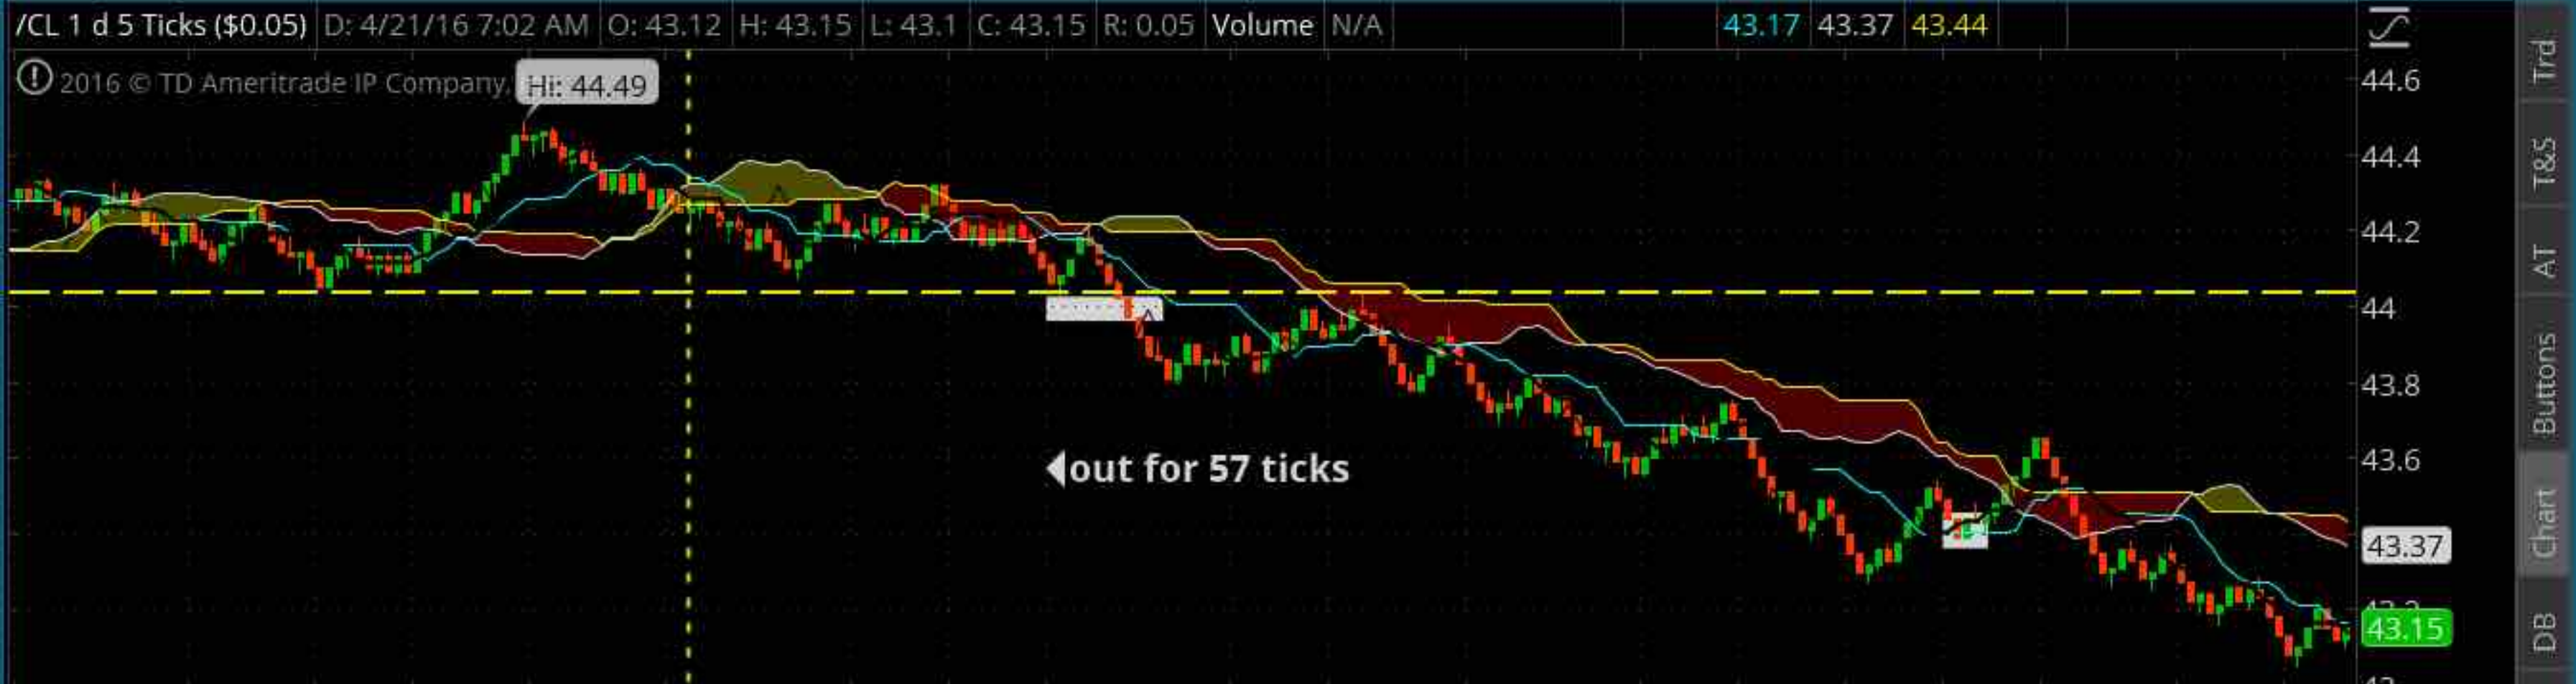 /CL 1 d 5 Ticks ($0.05) D: 4/21/16 7:02 AM O: 43.12 H: 43.15 L: 43.1 C: 43.15 R: 0.05 Volume N/A 43.17 43.37 43.44
2016 © TD Ameritrade IP Company,
Hi: 44.49
44.6
44.4
44.2
44
43.8
43.6
43.37
43.15
out for 57 ticks
Trd
T&S
AT
Buttons
Chart
DB